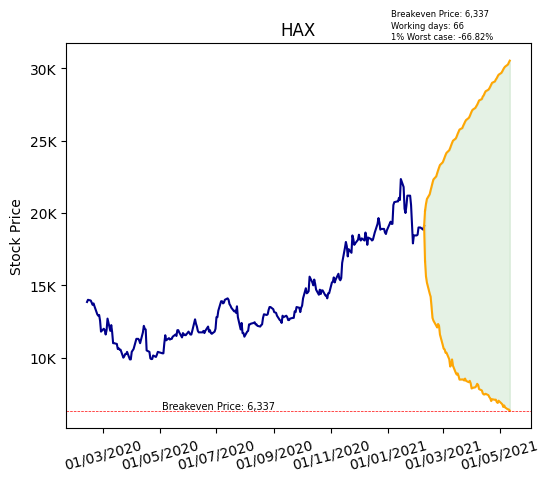 Breakeven Price: 6,337
Working days: 66
1% Worst case: -66.82%
HAX
Stock Price
30K
25K
20K
15K
10K
Breakeven Price: 6,337
01/03/2020
01/05/2020
01/07/2020
01/09/2020
01/11/2020
01/01/2021
01/03/2021
01/05/2021